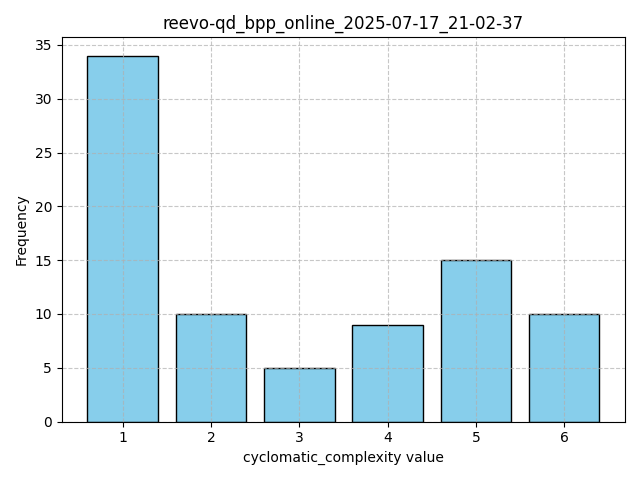 reevo-qd_bpp_online_2025-07-17_21-02-37
35
30
25
20
15
10
5
0
Frequency
1 2 3 4 5 6
cyclomatic_complexity value